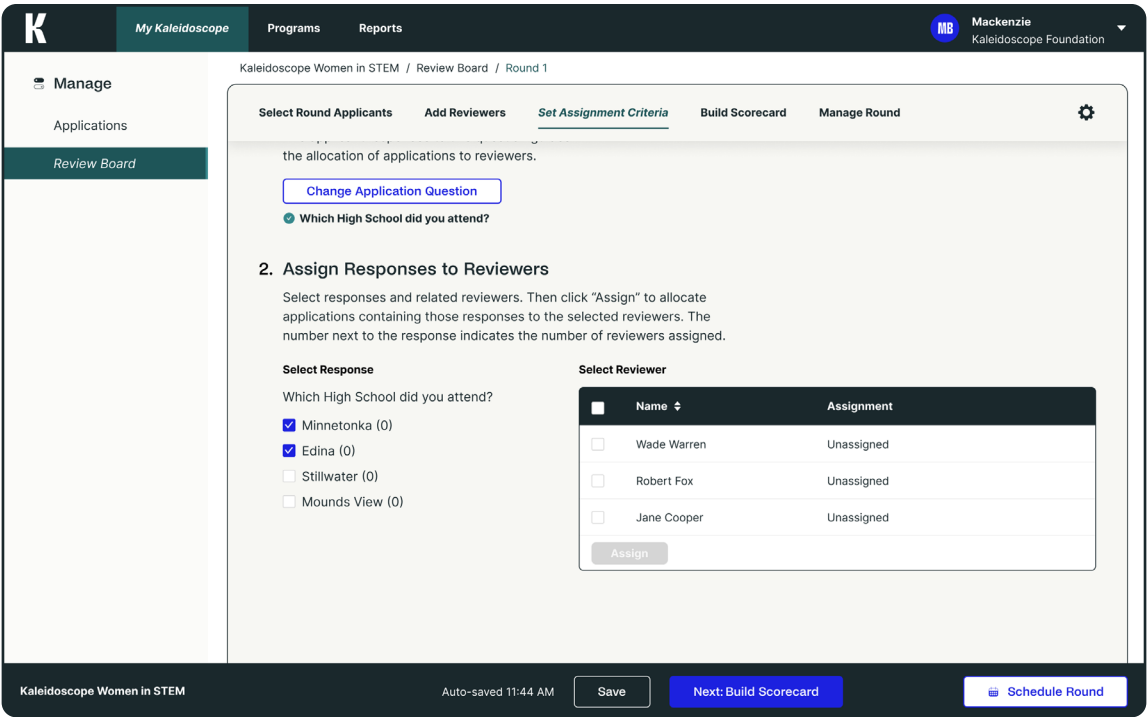 K
My Kaleidoscope
Programs
Reports
MB
Mackenzie
Kaleidoscope Foundation
Manage
Applications
Review Board
Kaleidoscope Women in STEM / Review Board / Round 1
Select Round Applicants
Add Reviewers
Set Assignment Criteria
Build Scorecard
Manage Round
the allocation of applications to reviewers.
Change Application Question
Which High School did you attend?
2. Assign Responses to Reviewers
Select responses and related reviewers. Then click “Assign” to allocate
applications containing those responses to the selected reviewers. The
number next to the response indicates the number of reviewers assigned.
Select Response
Which High School did you attend?
Minnetonka (0)
Edina (0)
Stillwater (0)
Mounds View (0)
Select Reviewer
Name Assignment
Wade Warren Unassigned
Robert Fox Unassigned
Jane Cooper Unassigned
Assign
Kaleidoscope Women in STEM
Auto-saved 11:44 AM
Save
Next: Build Scorecard
Schedule Round